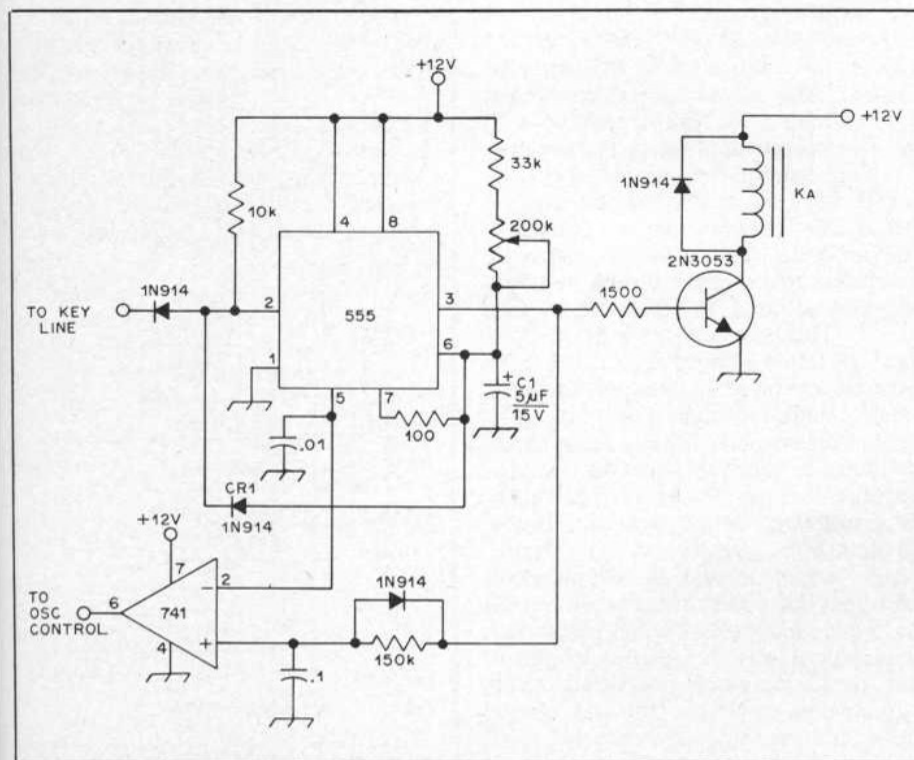 +12V
+12V
33k
1N914
KA
10k
200k
4
8
2N3053
1N914
2
3
1500
TO KEY
LINE
555
1
6
+
C1
5µF
15V
5
7
.01
100
CR1
1N914
+12V
7
2
1N914
TO
OSC
CONTROL
6
741
−
+
4
150k
.1